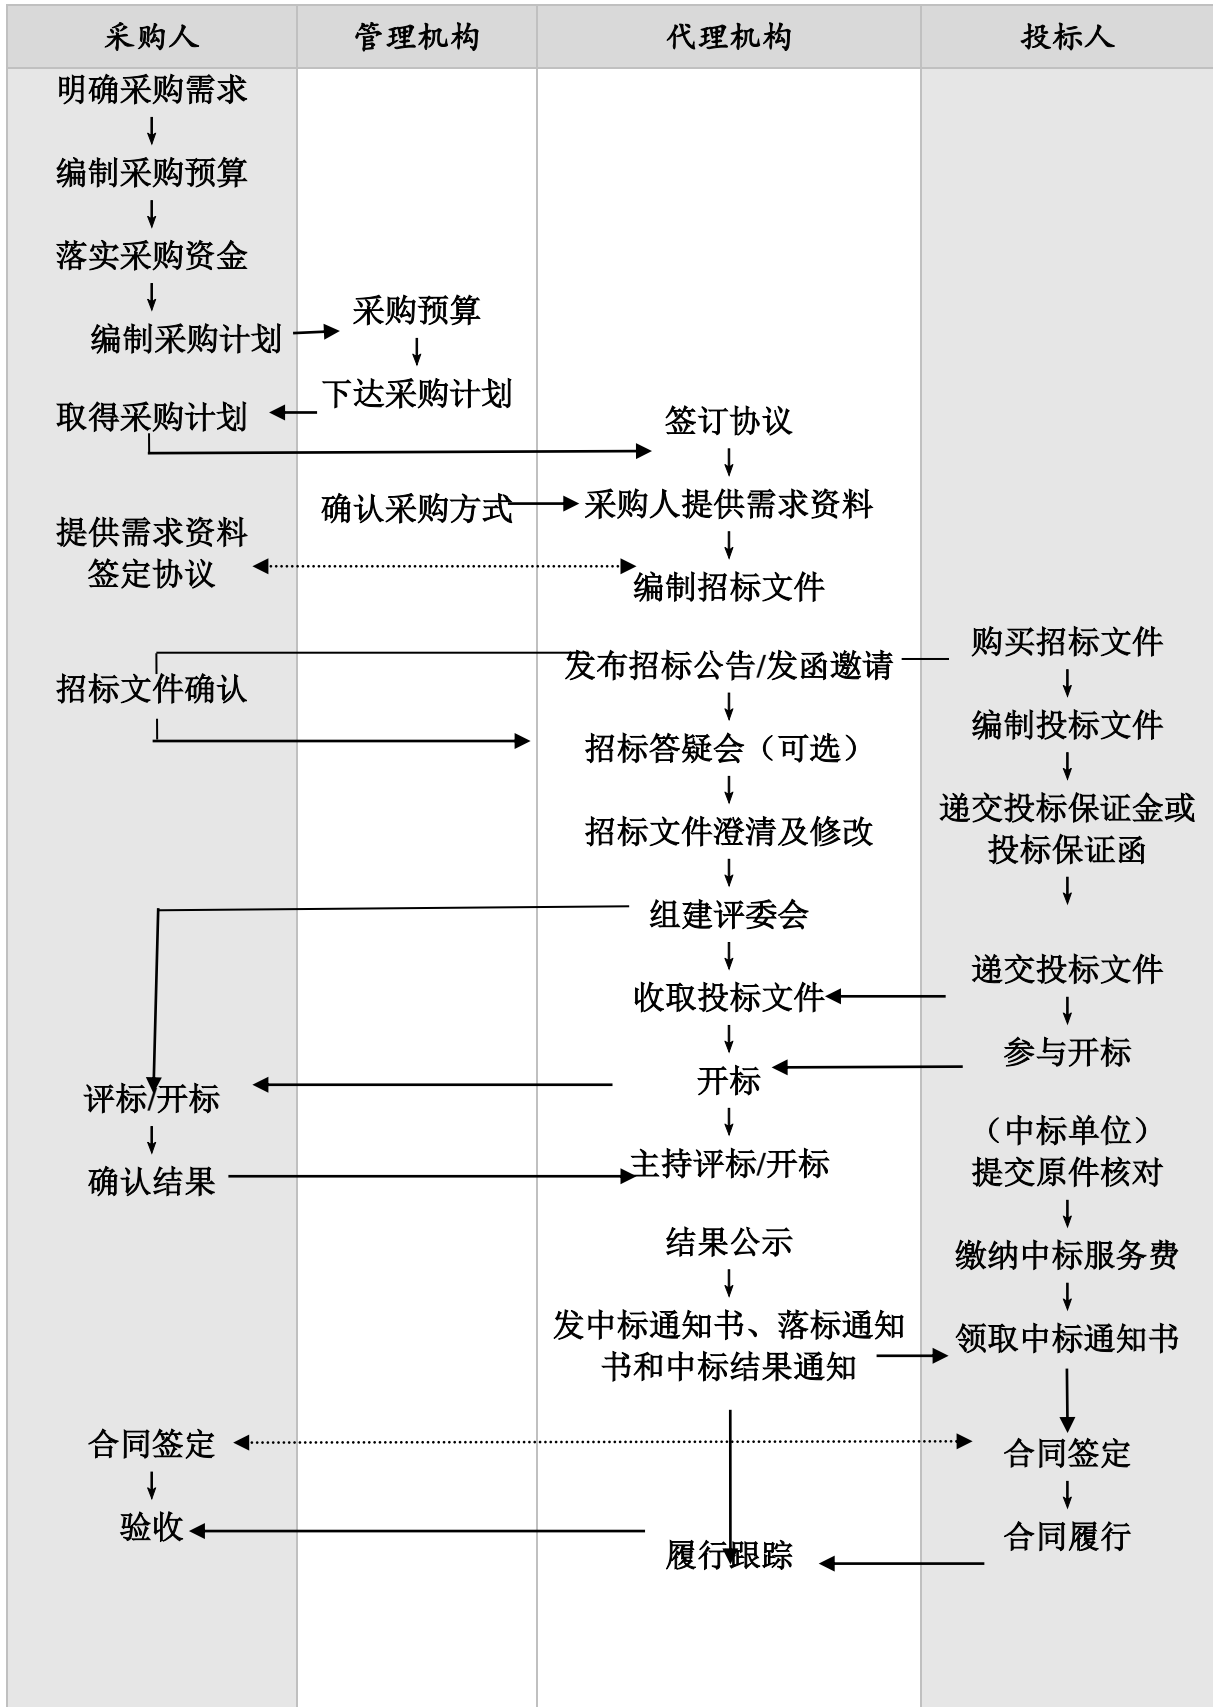 采购人
管理机构
代理机构
投标人
明确采购需求
编制采购预算
落实采购资金
编制采购计划
取得采购计划
提供需求资料
签定协议
招标文件确认
评标/开标
确认结果
合同签定
验收
采购预算
下达采购计划
确认采购方式
签订协议
采购人提供需求资料
编制招标文件
发布招标公告/发函邀请
招标答疑会（可选）
招标文件澄清及修改
组建评委会
收取投标文件
开标
主持评标/开标
结果公示
发中标通知书、落标通知
书和中标结果通知
履行跟踪
购买招标文件
编制投标文件
递交投标保证金或
投标保证函
递交投标文件
参与开标
（中标单位）
提交原件核对
缴纳中标服务费
领取中标通知书
合同签定
合同履行